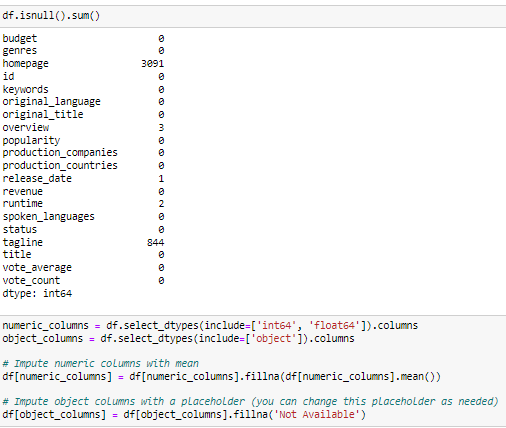 df.isnull().sum()
budget 0
genres 0
homepage 3091
id 0
keywords 0
original_language 0
original_title 0
overview 3
popularity 0
production_companies 0
production_countries 0
release_date 1
revenue 0
runtime 2
spoken_languages 0
status 0
tagline 844
title 0
vote_average 0
vote_count 0
dtype: int64
numeric_columns = df.select_dtypes(include=['int64', 'float64']).columns
object_columns = df.select_dtypes(include=['object']).columns
# Impute numeric columns with mean
df[numeric_columns] = df[numeric_columns].fillna(df[numeric_columns].mean())
# Impute object columns with a placeholder (you can change this placeholder as needed)
df[object_columns] = df[object_columns].fillna('Not Available')